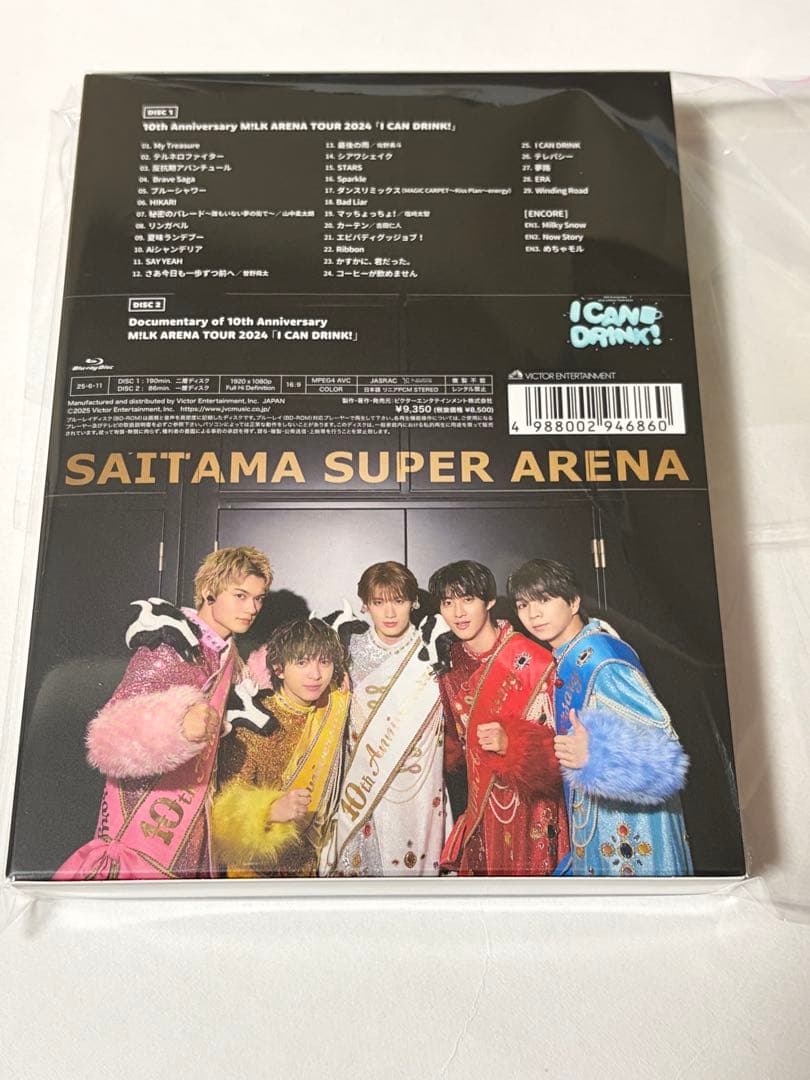 DISC 1
10th Anniversary M!LK ARENA TOUR 2024「I CAN DRINK!」
01. My Treasure
02. テルネロファイター
03. 反抗期アバンチュール
04. Brave Saga
05. ブルーシャワー
06. HIKARI
07. 秘密のパレード〜誰もいない夢の街で〜／山中柔太朗
08. リンガベル
09. 夏味ランデブー
10. Aiシャンデリア
11. SAY YEAH
12. さあ今日も一歩ずつ前へ／曽野舜太
13. 最後の雨／佐野勇斗
14. シアワシェイク
15. STARS
16. Sparkle
17. ダンスリミックス(MAGIC CARPET〜Kiss Plan〜energy)
18. Bad Liar
19. マッちょっちょ！／塩﨑太智
20. カーテン／吉田仁人
21. エビバディグッジョブ！
22. Ribbon
23. かすかに、君だった。
24. コーヒーが飲めません
25. I CAN DRINK
26. テレパシー
27. 夢路
28. ERA
29. Winding Road
[ENCORE]
EN1. Milky Snow
EN2. Now Story
EN3. めちゃモル
DISC 2
Documentary of 10th Anniversary
M!LK ARENA TOUR 2024「I CAN DRINK!」
I CAN
DRINK!
Blu-ray Disc
25·6·11
DISC 1：190min. 二層ディスク
DISC 2： 86min. 一層ディスク
1920 x 1080p
Full Hi Definition
16:9
MPEG4 AVC
COLOR
JASRAC
日本語 リニアPCM STEREO
複製不能
レンタル禁止
VICTOR ENTERTAINMENT
Manufactured and distributed by Victor Entertainment, Inc. JAPAN
©2025 Victor Entertainment, Inc. https://www.jvcmusic.co.jp/
製作・著作・発売元：ビクターエンタテインメント株式会社
¥9,350（税抜価格 ¥8,500）
4 988002 946860
SAITAMA SUPER ARENA
10th Ann
10th Anniver